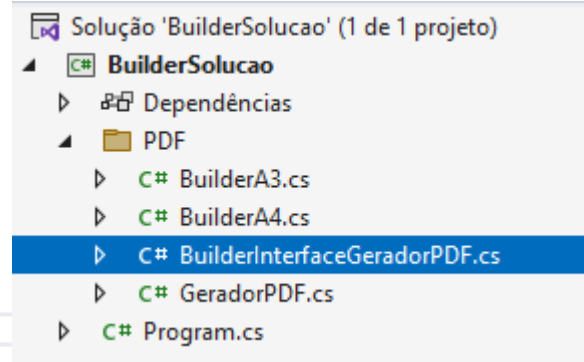 Solução 'BuilderSolucao' (1 de 1 projeto)
C# BuilderSolucao
Dependências
PDF
C# BuilderA3.cs
C# BuilderA4.cs
C# BuilderInterfaceGeradorPDF.cs
C# GeradorPDF.cs
C# Program.cs